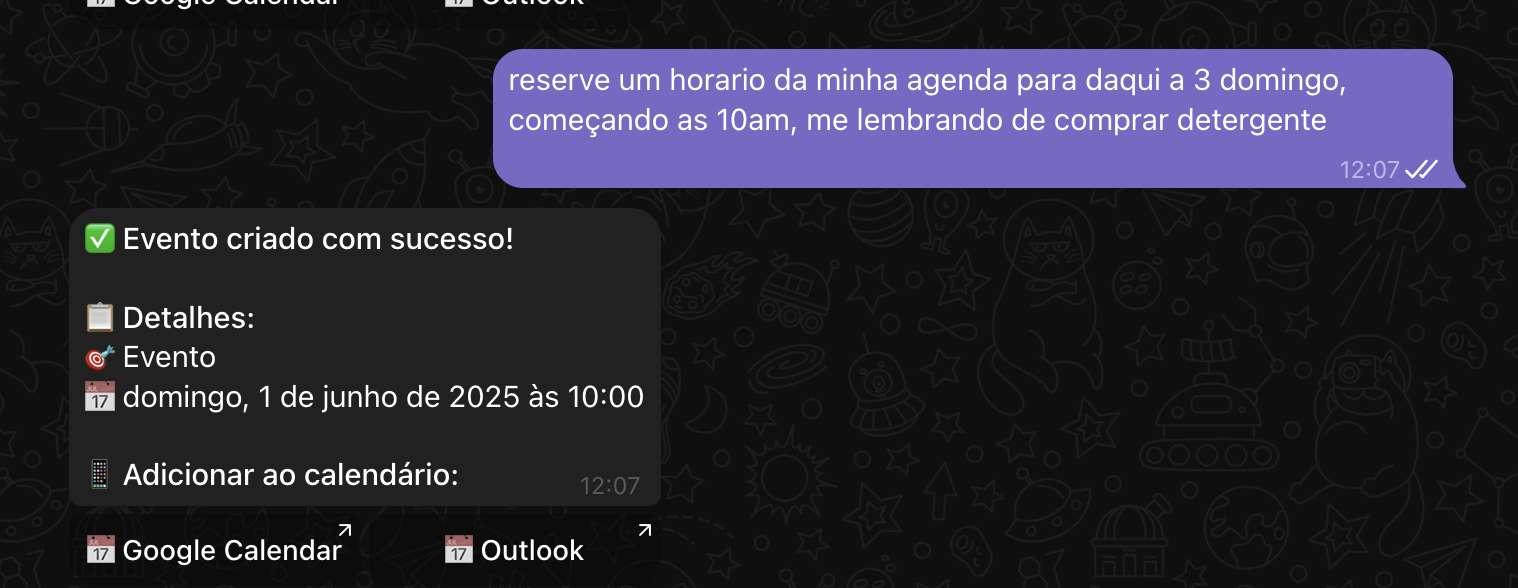 Google Calendar Outlook
reserve um horario da minha agenda para daqui a 3 domingo,
começando as 10am, me lembrando de comprar detergente
12:07
✅ Evento criado com sucesso!
📋 Detalhes:
🎯 Evento
📅 domingo, 1 de junho de 2025 às 10:00
📱 Adicionar ao calendário:
12:07
📅 Google Calendar 📅 Outlook